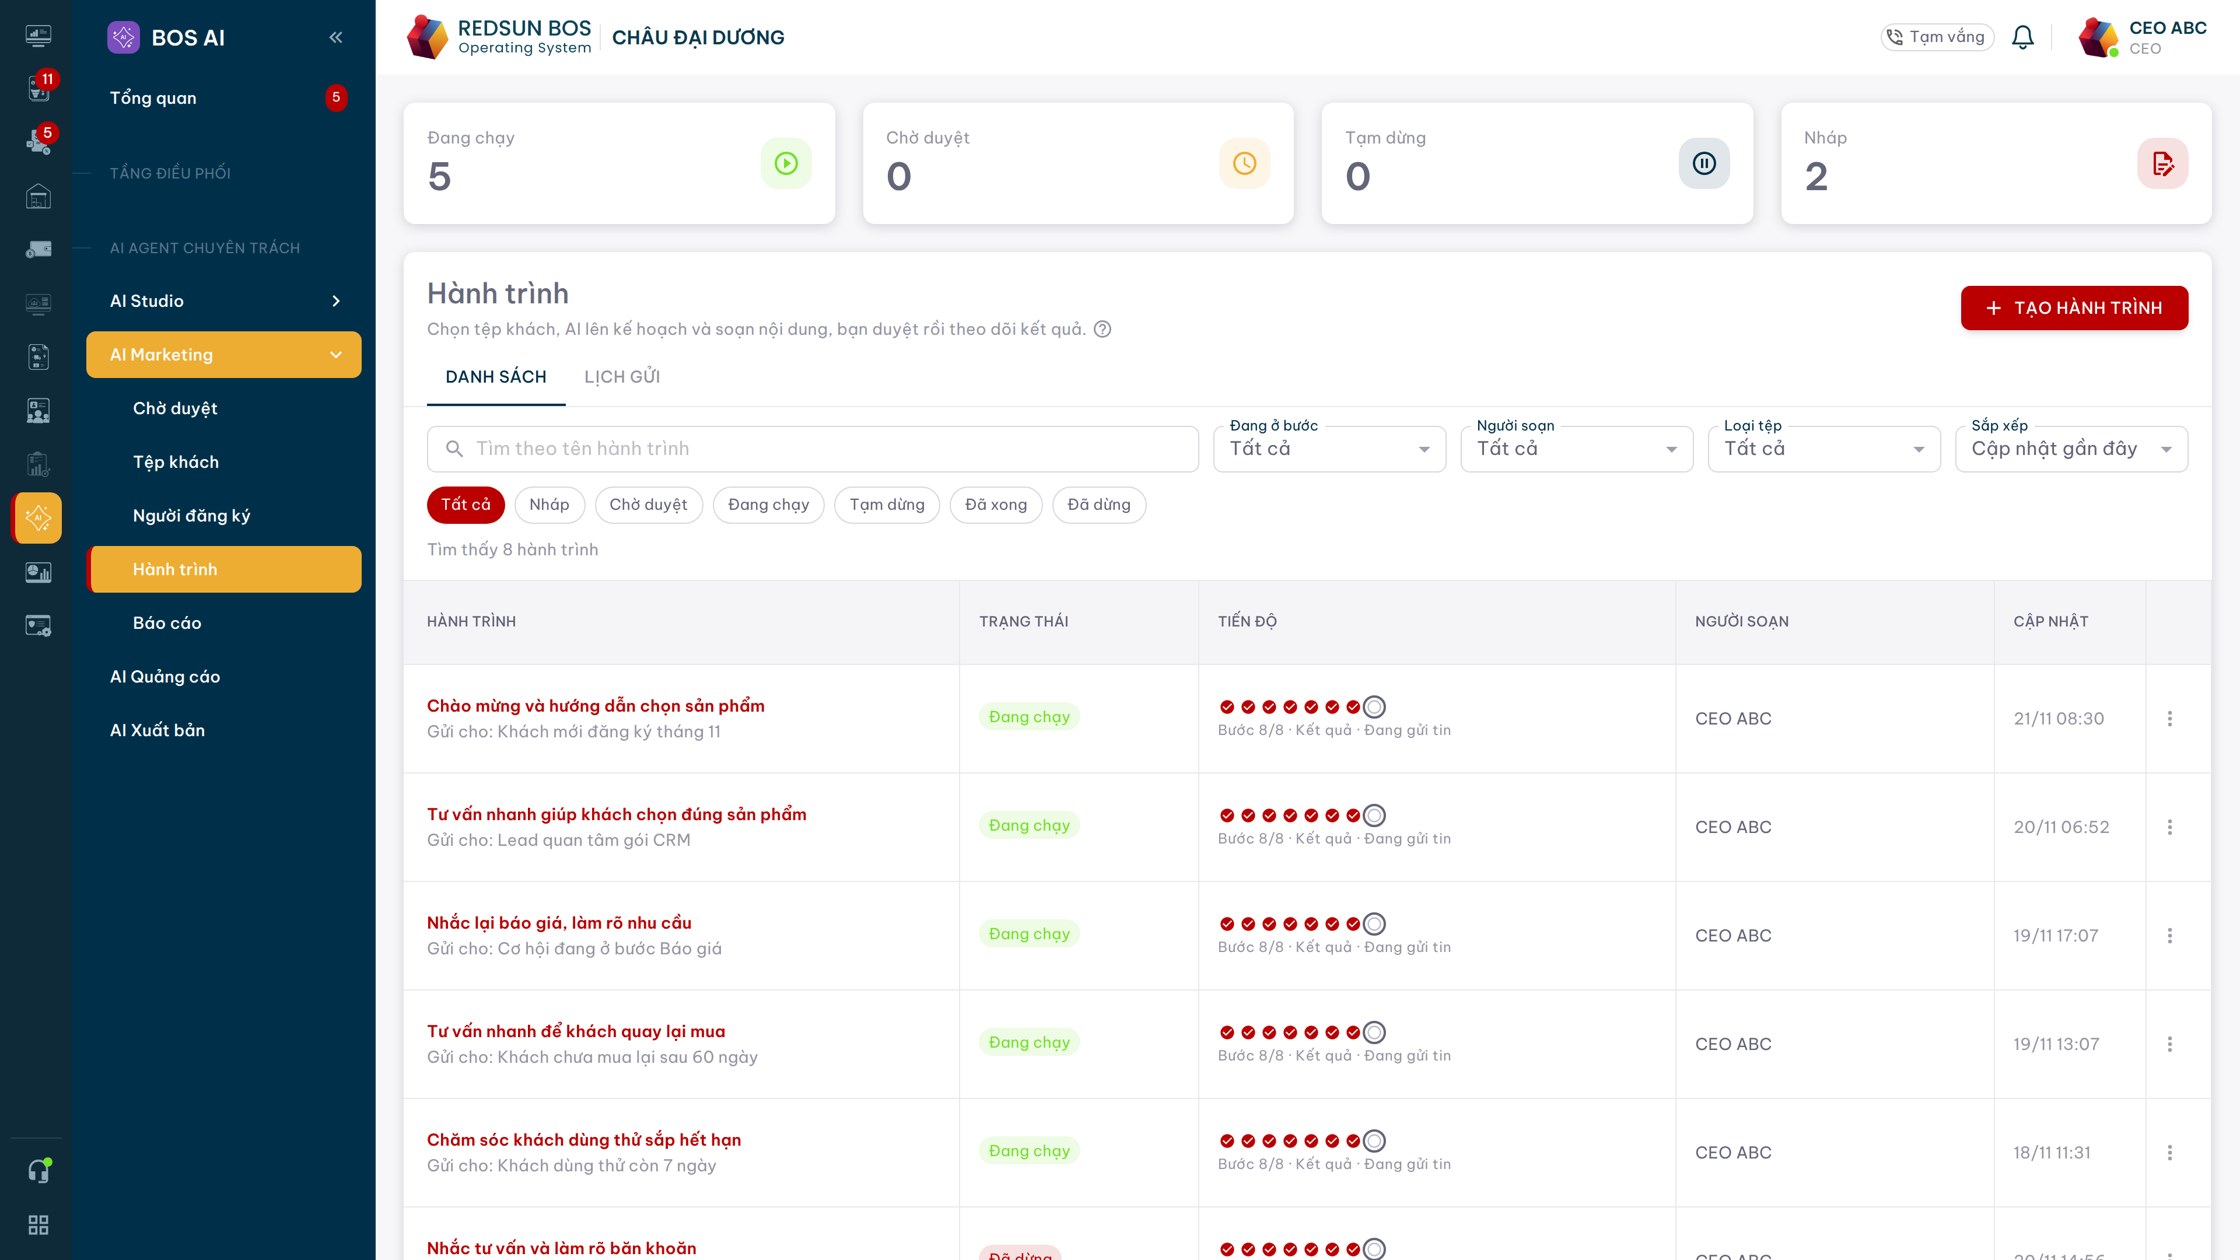 BOS AI
11
Tổng quan
5
5
TẦNG ĐIỀU PHỐI
AI AGENT CHUYÊN TRÁCH
AI Studio
AI Marketing
Chờ duyệt
Tệp khách
Người đăng ký
AI
Hành trình
Báo cáo
AI Quảng cáo
AI Xuất bản
REDSUN BOS
Operating System
CHÂU ĐẠI DƯƠNG
Tạm vắng
CEO ABC
CEO
Đang chạy
5
Chờ duyệt
0
Tạm dừng
0
Nháp
2
Hành trình
Chọn tệp khách, AI lên kế hoạch và soạn nội dung, bạn duyệt rồi theo dõi kết quả.
+ TẠO HÀNH TRÌNH
DANH SÁCH
LỊCH GỬI
Tìm theo tên hành trình
Đang ở bước
Tất cả
Người soạn
Tất cả
Loại tệp
Tất cả
Sắp xếp
Cập nhật gần đây
Tất cả
Nháp
Chờ duyệt
Đang chạy
Tạm dừng
Đã xong
Đã dừng
Tìm thấy 8 hành trình
HÀNH TRÌNH
TRẠNG THÁI
TIẾN ĐỘ
NGƯỜI SOẠN
CẬP NHẬT
Chào mừng và hướng dẫn chọn sản phẩm
Gửi cho: Khách mới đăng ký tháng 11
Đang chạy
Bước 8/8 · Kết quả · Đang gửi tin
CEO ABC
21/11 08:30
Tư vấn nhanh giúp khách chọn đúng sản phẩm
Gửi cho: Lead quan tâm gói CRM
Đang chạy
Bước 8/8 · Kết quả · Đang gửi tin
CEO ABC
20/11 06:52
Nhắc lại báo giá, làm rõ nhu cầu
Gửi cho: Cơ hội đang ở bước Báo giá
Đang chạy
Bước 8/8 · Kết quả · Đang gửi tin
CEO ABC
19/11 17:07
Tư vấn nhanh để khách quay lại mua
Gửi cho: Khách chưa mua lại sau 60 ngày
Đang chạy
Bước 8/8 · Kết quả · Đang gửi tin
CEO ABC
19/11 13:07
Chăm sóc khách dùng thử sắp hết hạn
Gửi cho: Khách dùng thử còn 7 ngày
Đang chạy
Bước 8/8 · Kết quả · Đang gửi tin
CEO ABC
18/11 11:31
Nhắc tư vấn và làm rõ băn khoăn
Đã dừng
CEO ABC
20/11 14:56